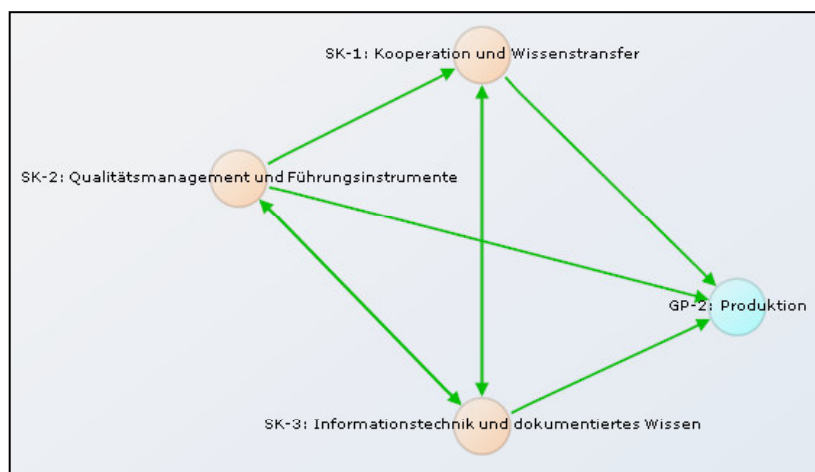 SK-1: Kooperation und Wissenstransfer
SK-2: Qualitätsmanagement und Führungsinstrumente
GP-2: Produktion
SK-3: Informationstechnik und dokumentiertes Wissen